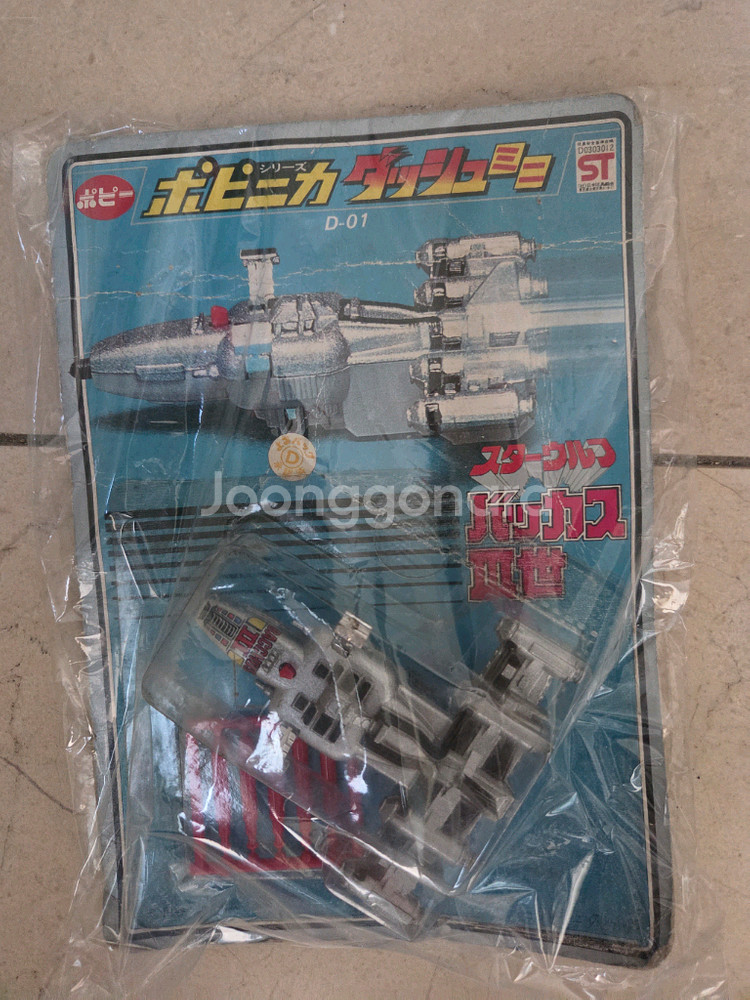 ポピー
ポピニカ
シリーズ
ダッシュミニ
D0303012
ST
D-01
D
スターウルフ
Joonggonara
バッカス
III世